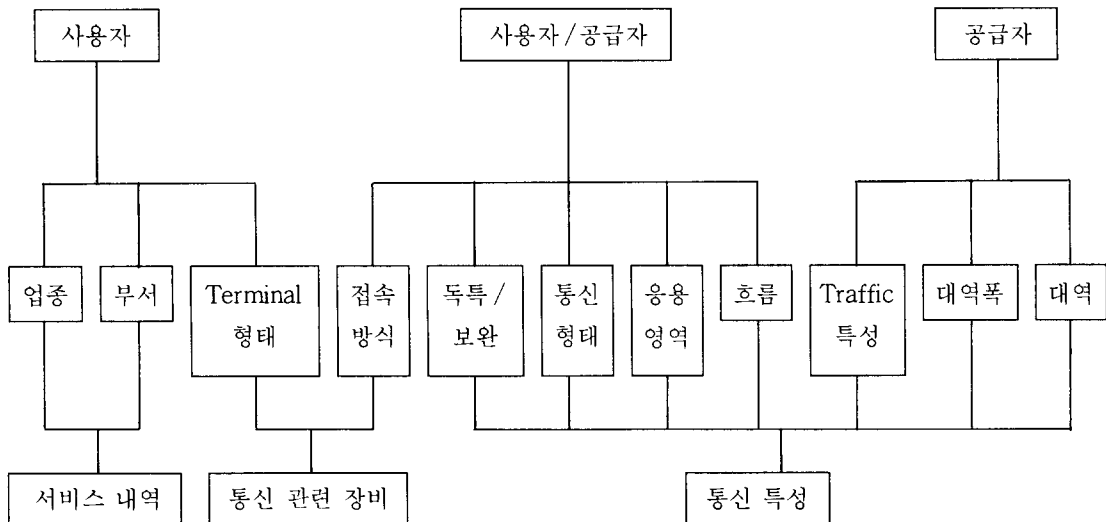 사용자
사용자/공급자
공급자
업종
부서
Terminal
형태
접속
방식
독특/
보완
통신
형태
응용
영역
흐름
Traffic
특성
대역폭
대역
서비스 내역
통신 관련 장비
통신 특성